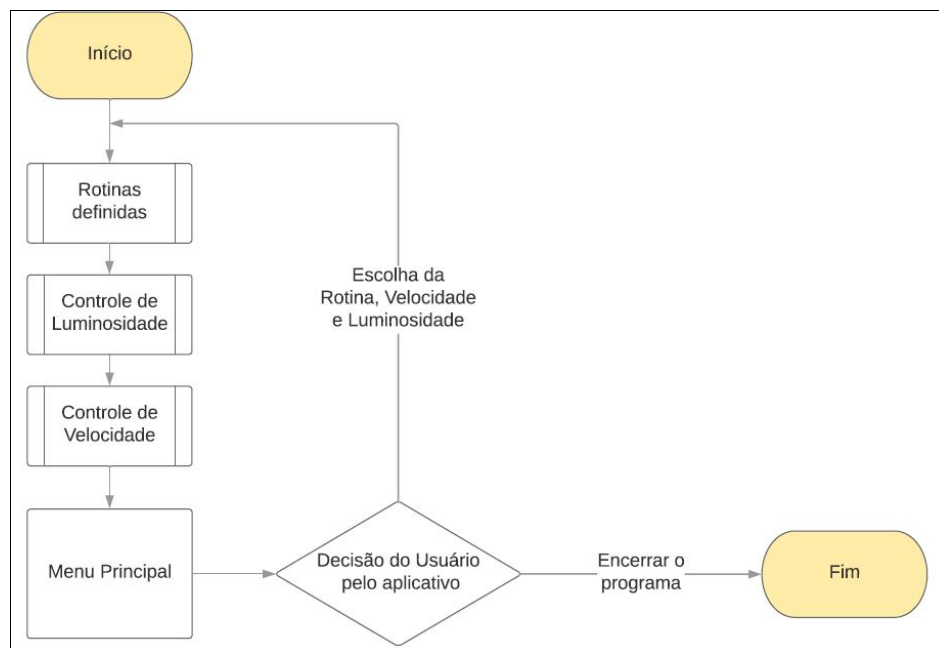 Início
Rotinas
definidas
Controle de
Luminosidade
Controle de
Velocidade
Menu Principal
Escolha da
Rotina, Velocidade
e Luminosidade
Decisão do Usuário
pelo aplicativo
Encerrar o
programa
Fim